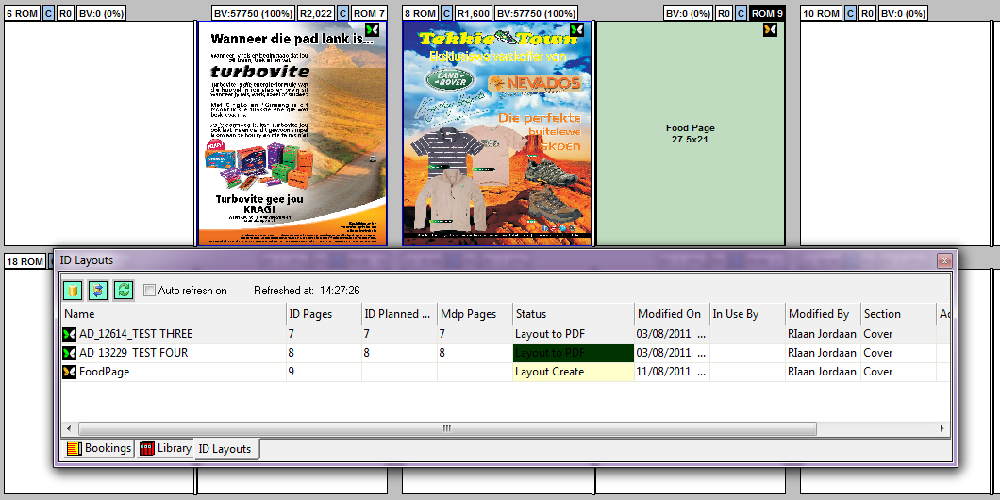 6 ROM C R0 BV:0 (0%)
BV:57750 (100%) R2,022 C ROM 7
8 ROM C R1,600 BV:57750 (100%)
BV:0 (0%) R0 C ROM 9
10 ROM C R0 BV:0 (0%)
Wanneer die pad lank is...
turbovite
Turbovite gee jou
KRAG!
Tekkie Town
Eksklusiewe verskaffer van
LAND-
ROVER
NEVADOS
Die perfekte
buitelewe
skoen
Food Page
27.5x21
18 ROM
ID Layouts
Auto refresh on Refreshed at: 14:27:26
Name ID Pages ID Planned ... Mdp Pages Status Modified On In Use By Modified By Section
AD_12614_TEST THREE 7 7 7 Layout to PDF 03/08/2011 ... RIaan Jordaan Cover
AD_13229_TEST FOUR 8 8 8 Layout to PDF 03/08/2011 ... RIaan Jordaan Cover
FoodPage 9 Layout Create 11/08/2011 ... RIaan Jordaan Cover
Bookings Library ID Layouts